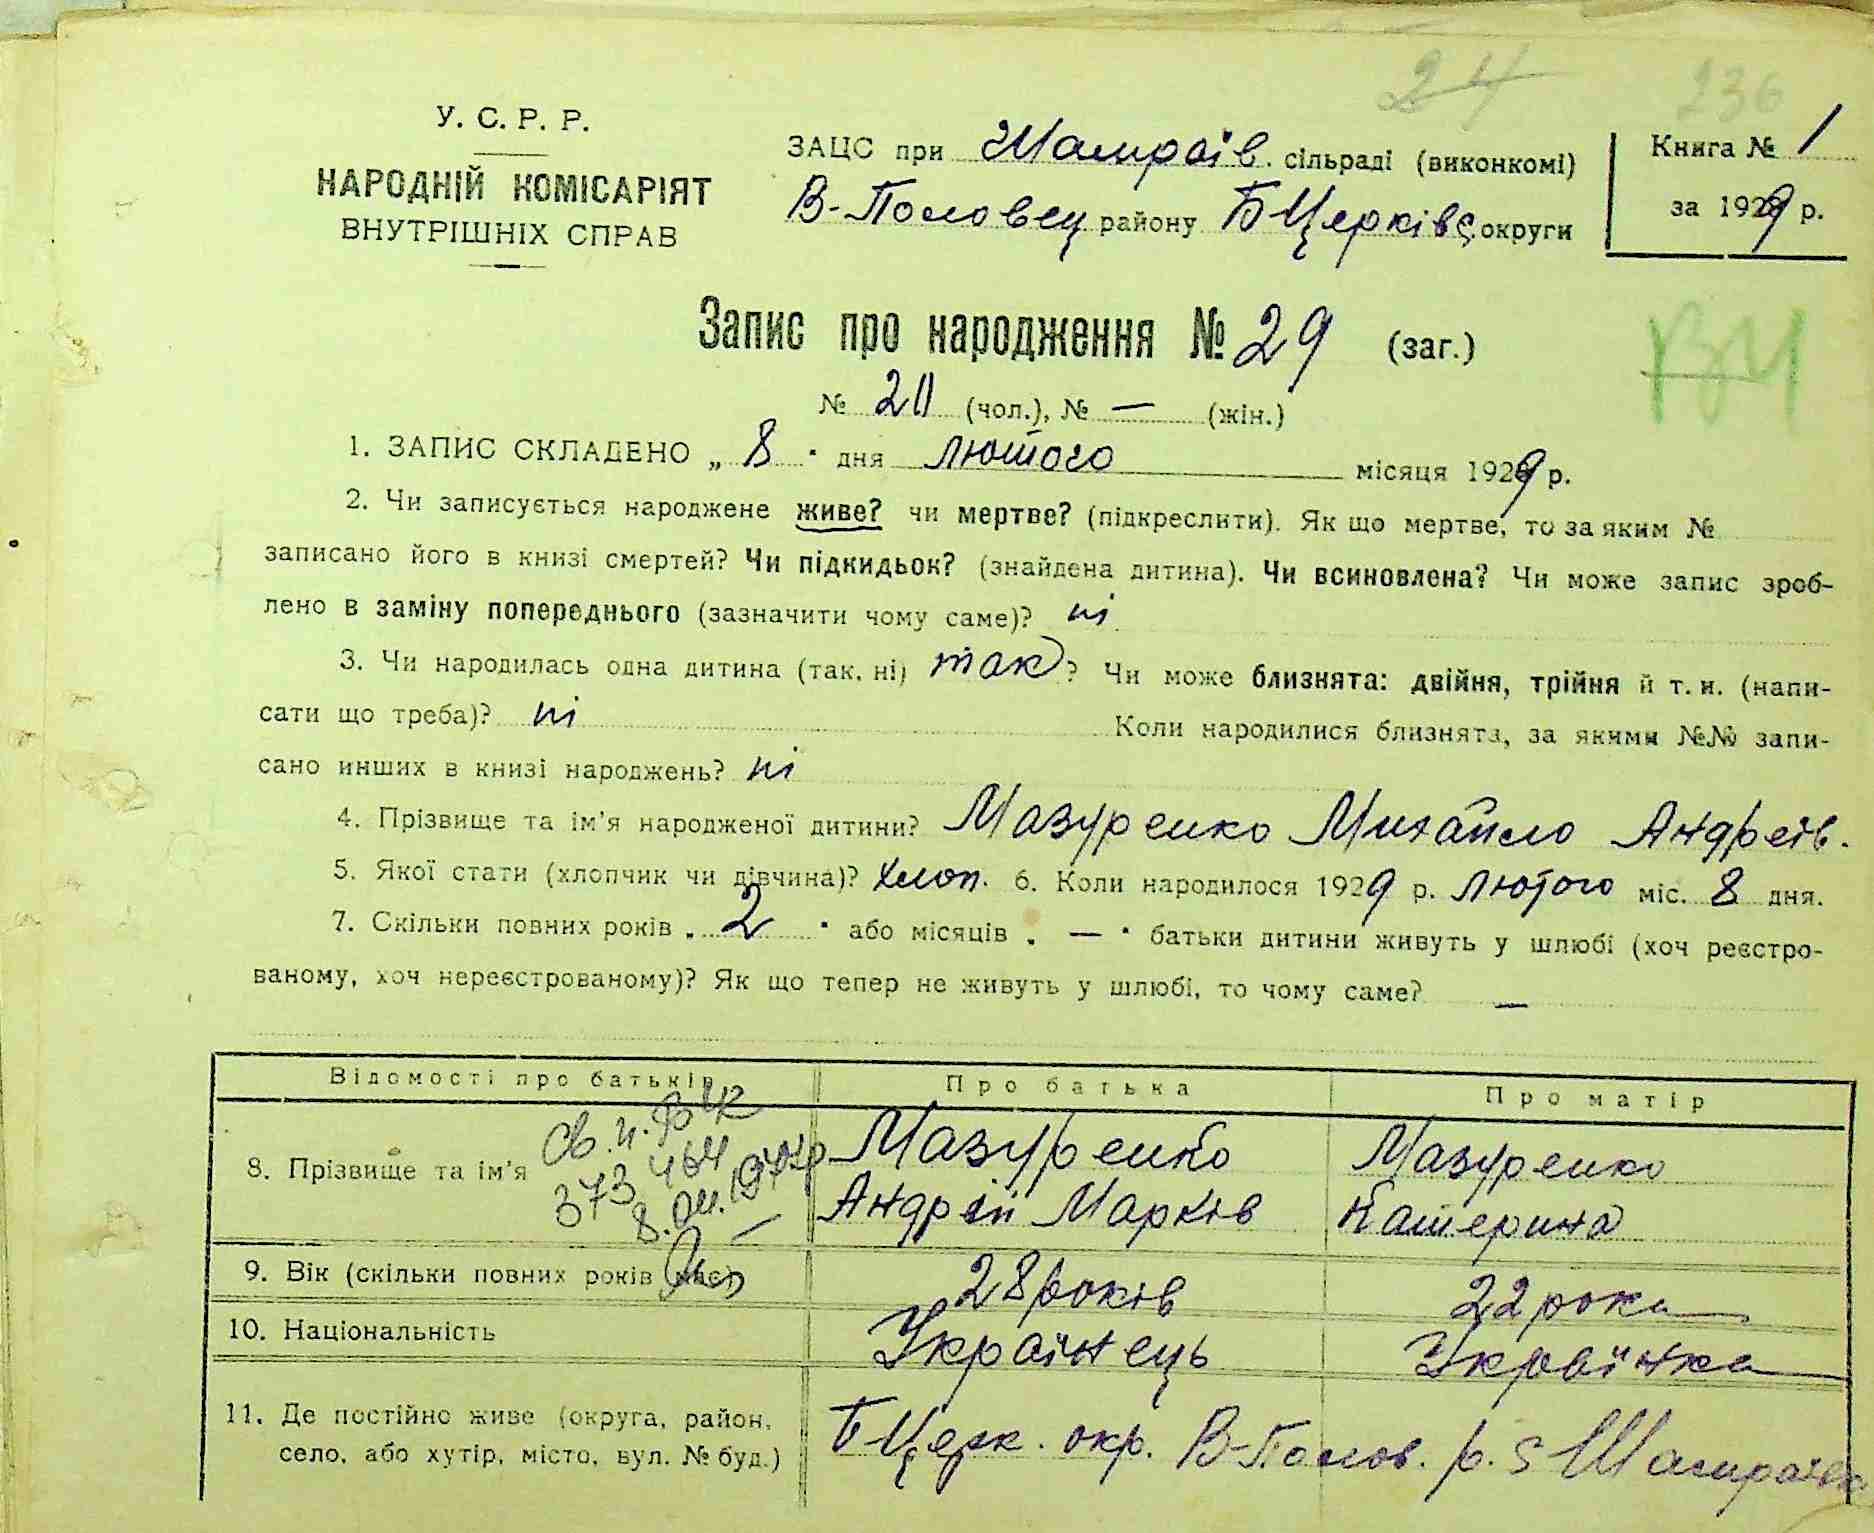 24 236
У. С. Р. Р.
НАРОДНІЙ КОМІСАРІЯТ
ВНУТРІШНІХ СПРАВ
ЗАЦС при Шамраїв. сільраді (виконкомі)
В-Половец району БЦерківс. округи
Книга № 1
за 1929 р.
Запис про народження № 29 (заг.)
№ 20 (чол.), № — (жін.)
1. ЗАПИС СКЛАДЕНО „ 8 " дня лютого місяця 1929 р.
2. Чи записується народжене живе? чи мертве? (підкреслити). Як що мертве, то за яким №
записано його в книзі смертей? Чи підкидьок? (знайдена дитина). Чи всиновлена? Чи може запис зроб-
лено в заміну попереднього (зазначити чому саме)? ні
3. Чи народилась одна дитина (так, ні) так? Чи може близнята: двійня, трійня й т. и. (напи-
сати що треба)? ні Коли народилися близнята, за якими №№ запи-
сано инших в книзі народжень? ні
4. Прізвище та ім'я народженої дитини? Мазуренко Михайло Андреів.
5. Якої стати (хлопчик чи дівчина)? Хлоп. 6. Коли народилося 1929 р. Лютого міс. 8 дня.
7. Скільки повних років „ 2 " або місяців „ — " батьки дитини живуть у шлюбі (хоч реєстро-
ваному, хоч нереєстрованому)? Як що тепер не живуть у шлюбі, то чому саме? —
Відомості про батьків Про батька Про матір
8. Прізвище та ім'я Мазуренко Мазуренко
Андрій Марків Катерина
373 464
9. Вік (скільки повних років має) 28 років 22 роки
10. Національність Українець Українка
11. Де постійно живе (округа, район, БЦерк. окр. В-Полов. р. s Шамраївк
село, або хутір, місто, вул. № буд.)